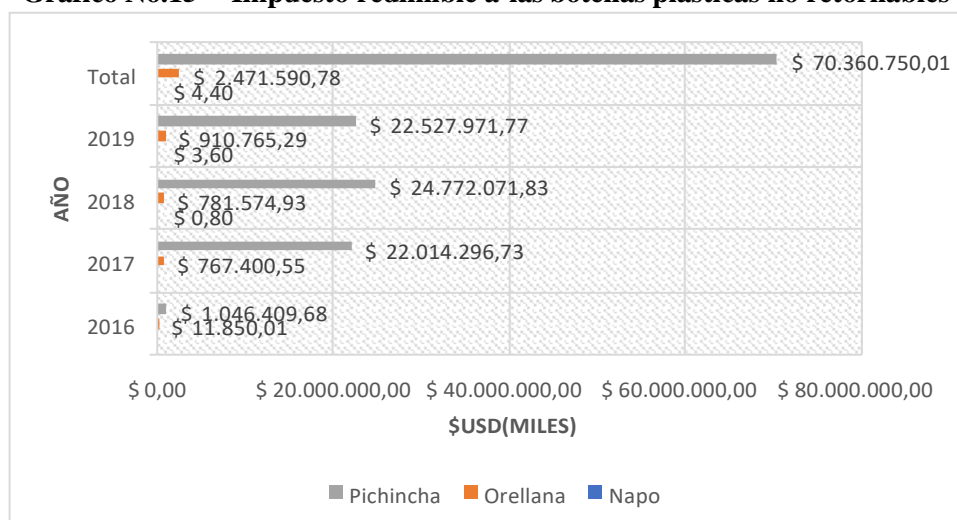 Gráfico No.15 Impuesto redimible a las botellas plásticas no retornables
Total
$ 70.360.750,01
$ 2.471.590,78
$ 4,40
2019
$ 22.527.971,77
$ 910.765,29
$ 3,60
AÑO
2018
$ 24.772.071,83
$ 781.574,93
$ 0,80
2017
$ 22.014.296,73
$ 767.400,55
2016
$ 1.046.409,68
$ 11.850,01
$ 0,00 $ 20.000.000,00 $ 40.000.000,00 $ 60.000.000,00 $ 80.000.000,00
$USD(MILES)
Pichincha Orellana Napo